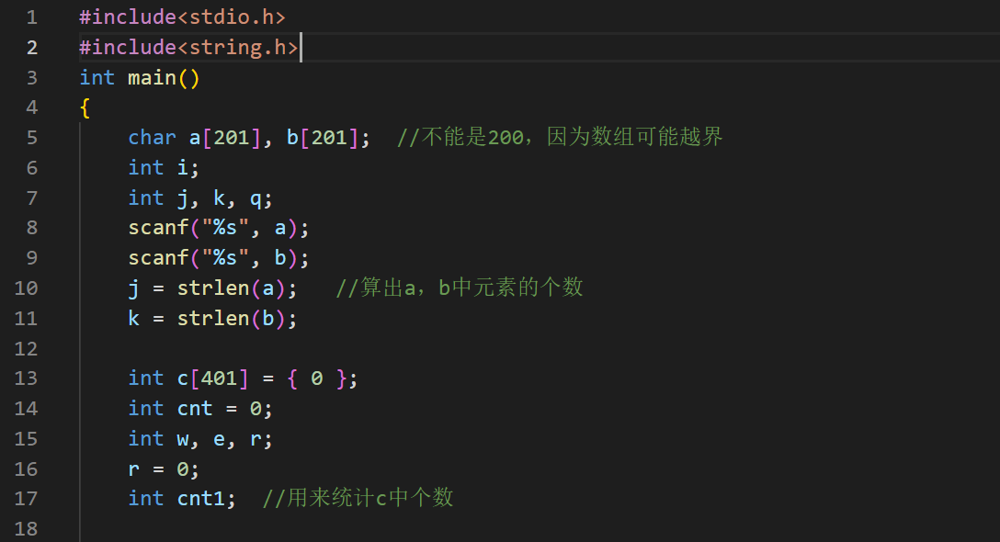 1 #include<stdio.h>
2 #include<string.h>
3 int main()
4 {
5     char a[201], b[201];  //不能是200，因为数组可能越界
6     int i;
7     int j, k, q;
8     scanf("%s", a);
9     scanf("%s", b);
10     j = strlen(a);   //算出a，b中元素的个数
11     k = strlen(b);
12
13     int c[401] = { 0 };
14     int cnt = 0;
15     int w, e, r;
16     r = 0;
17     int cnt1;  //用来统计c中个数
18